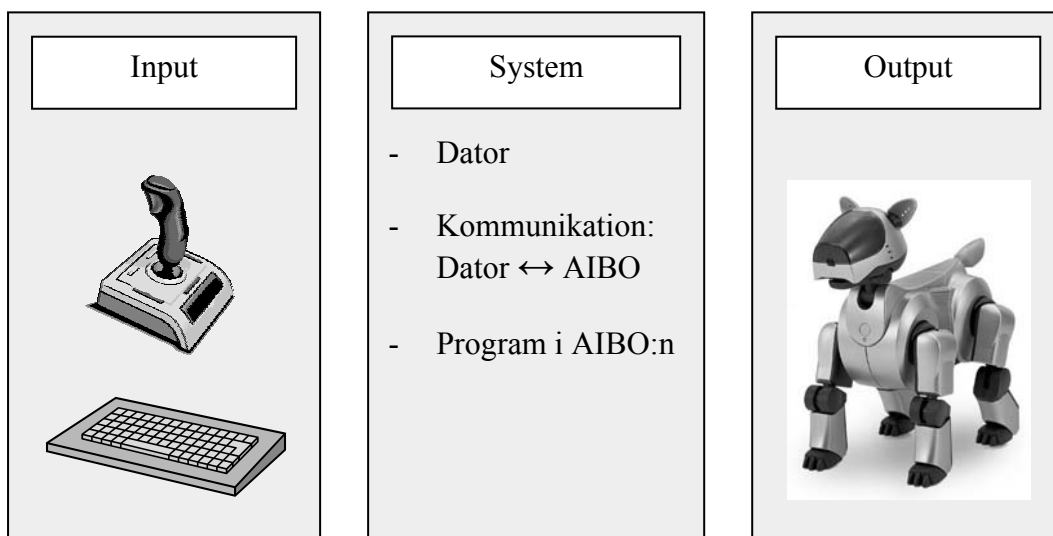 Input
System
- Dator
- Kommunikation:
Dator ↔ AIBO
- Program i AIBO:n
Output